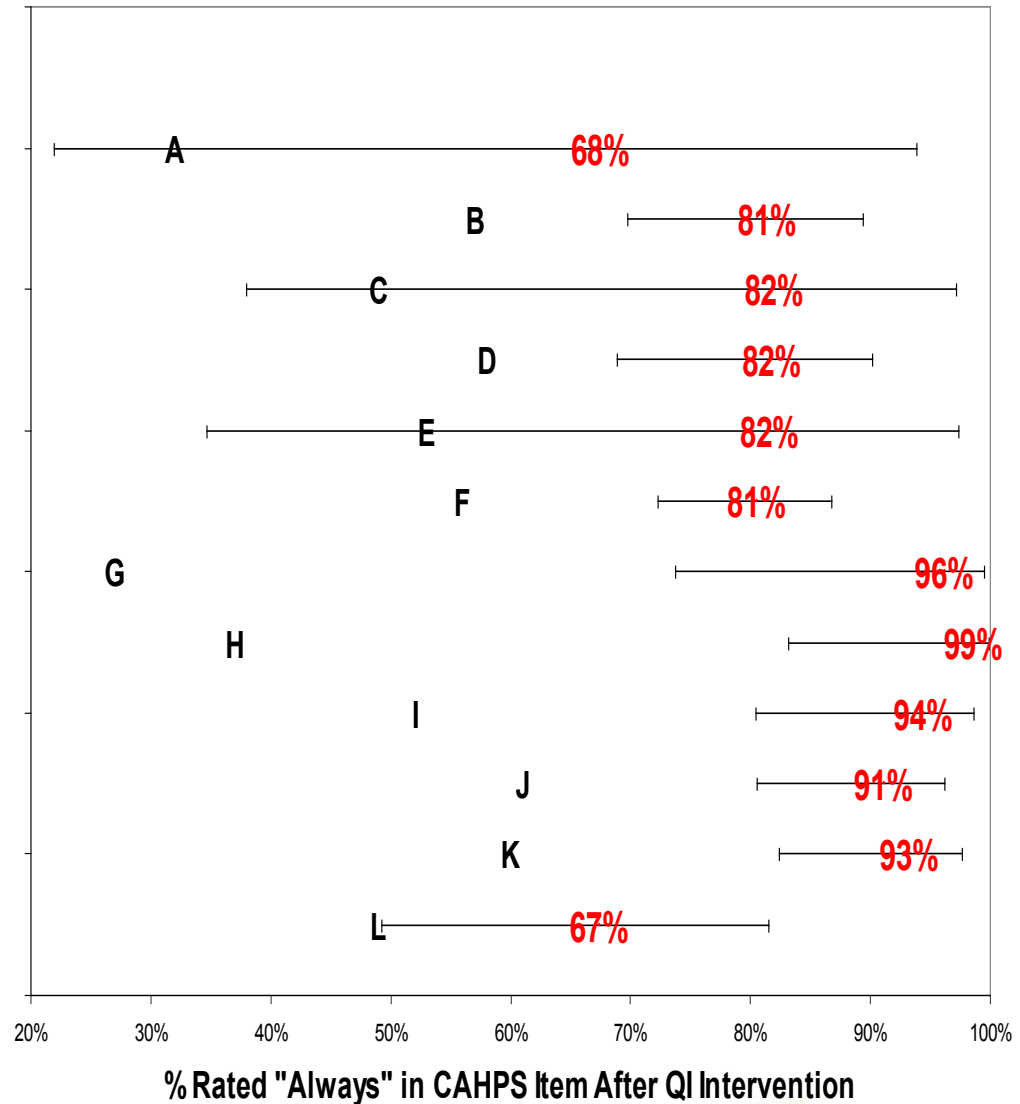 A 68%
B 81%
C 82%
D 82%
E 82%
F 81%
G 96%
H 99%
I 94%
J 91%
K 93%
L 67%
20% 30% 40% 50% 60% 70% 80% 90% 100%
% Rated "Always" in CAHPS Item After QI Intervention